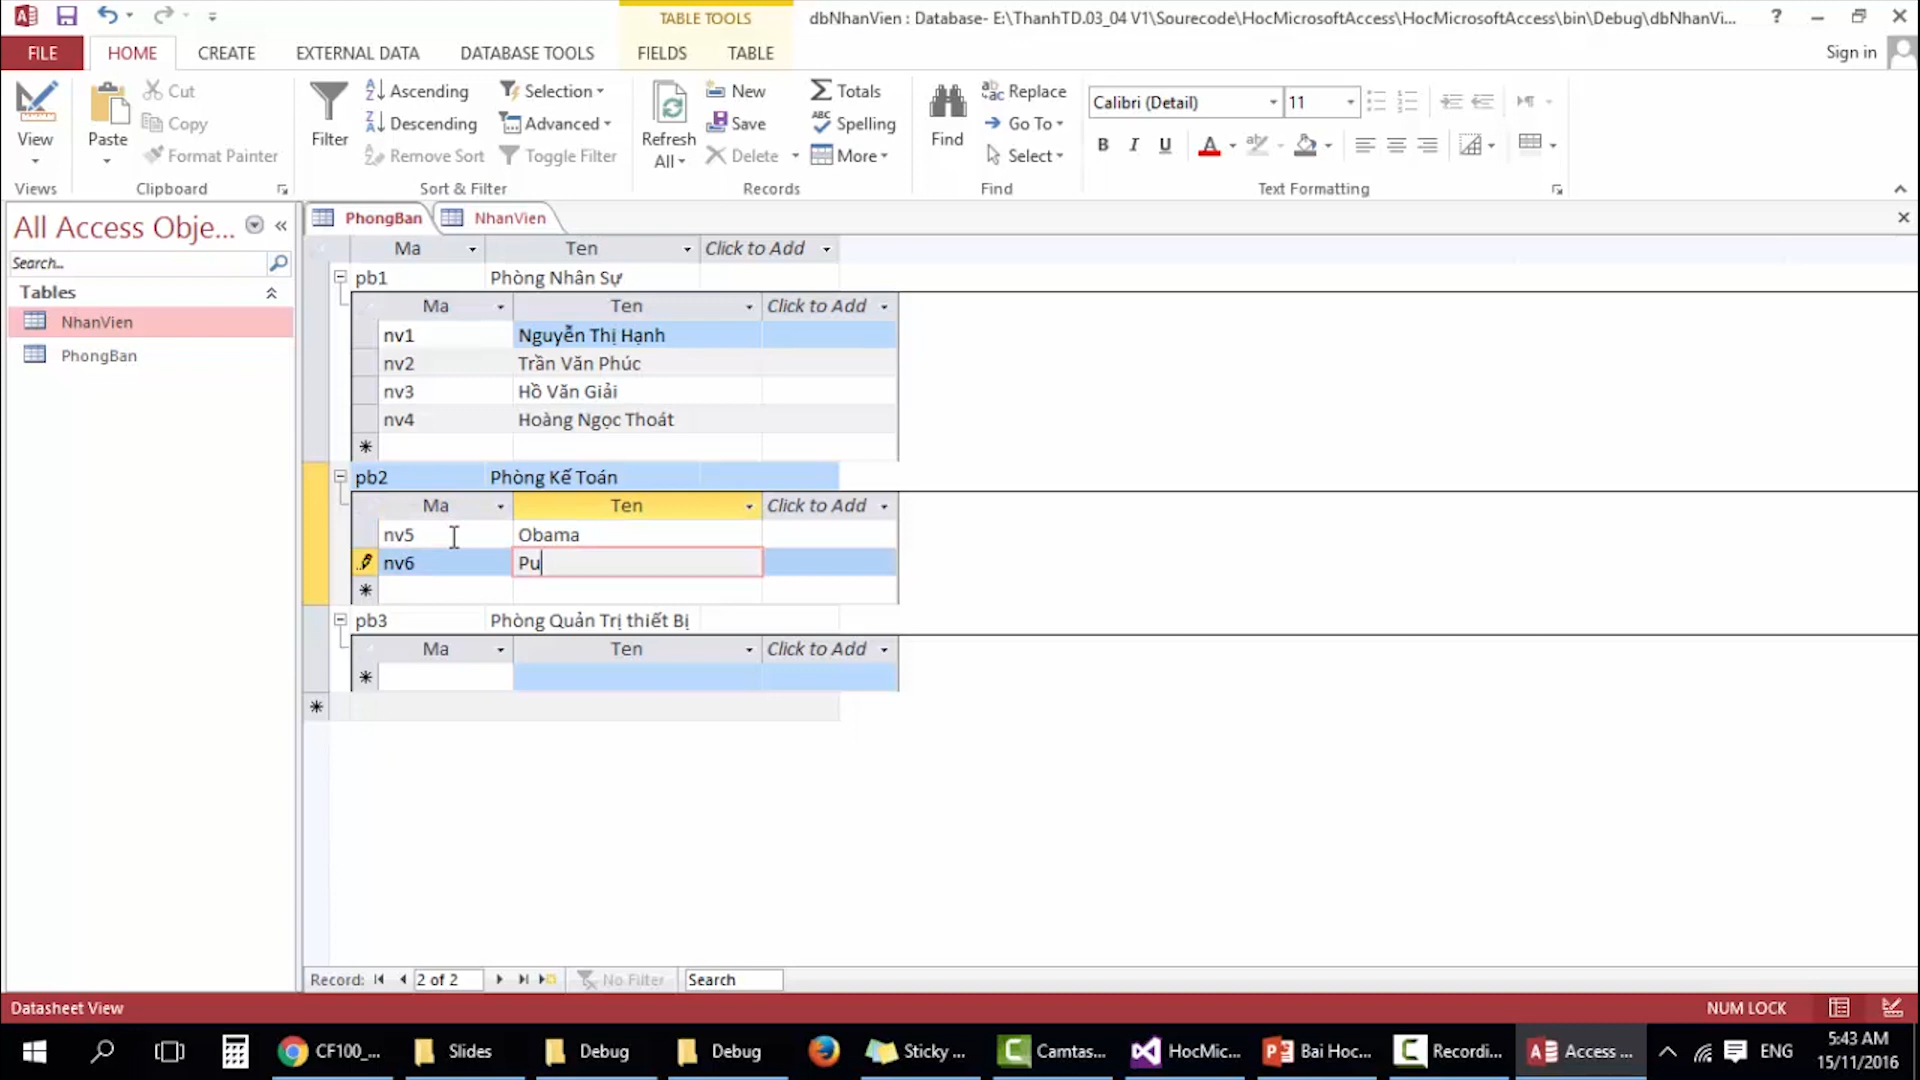 TABLE TOOLS
dbNhanVien : Database- E:\ThanhTD.03_04 V1\Sourecode\HocMicrosoftAccess\HocMicrosoftAccess\bin\Debug\dbNhanVi...
?
FILE
HOME
CREATE
EXTERNAL DATA
DATABASE TOOLS
FIELDS
TABLE
Sign in
View
Paste
Cut
Copy
Format Painter
Filter
Ascending
Descending
Remove Sort
Selection
Advanced
Toggle Filter
Refresh
All
New
Save
Delete
Totals
Spelling
More
Find
Replace
Go To
Select
Calibri (Detail)
11
B I U
Views
Clipboard
Sort & Filter
Records
Find
Text Formatting
All Access Obje...
Search...
Tables
NhanVien
PhongBan
PhongBan
NhanVien
Ma Ten Click to Add
pb1 Phòng Nhân Sự
Ma Ten Click to Add
nv1 Nguyễn Thị Hạnh
nv2 Trần Văn Phúc
nv3 Hồ Văn Giải
nv4 Hoàng Ngọc Thoát
pb2 Phòng Kế Toán
Ma Ten Click to Add
nv5 Obama
nv6 Pu
pb3 Phòng Quản Trị thiết Bị
Ma Ten Click to Add
Record: 2 of 2 No Filter Search
Datasheet View
NUM LOCK
CF100_...
Slides
Debug
Debug
Sticky ...
Camtas...
HocMic...
Bai Hoc...
Recordi...
Access ...
ENG
5:43 AM
15/11/2016